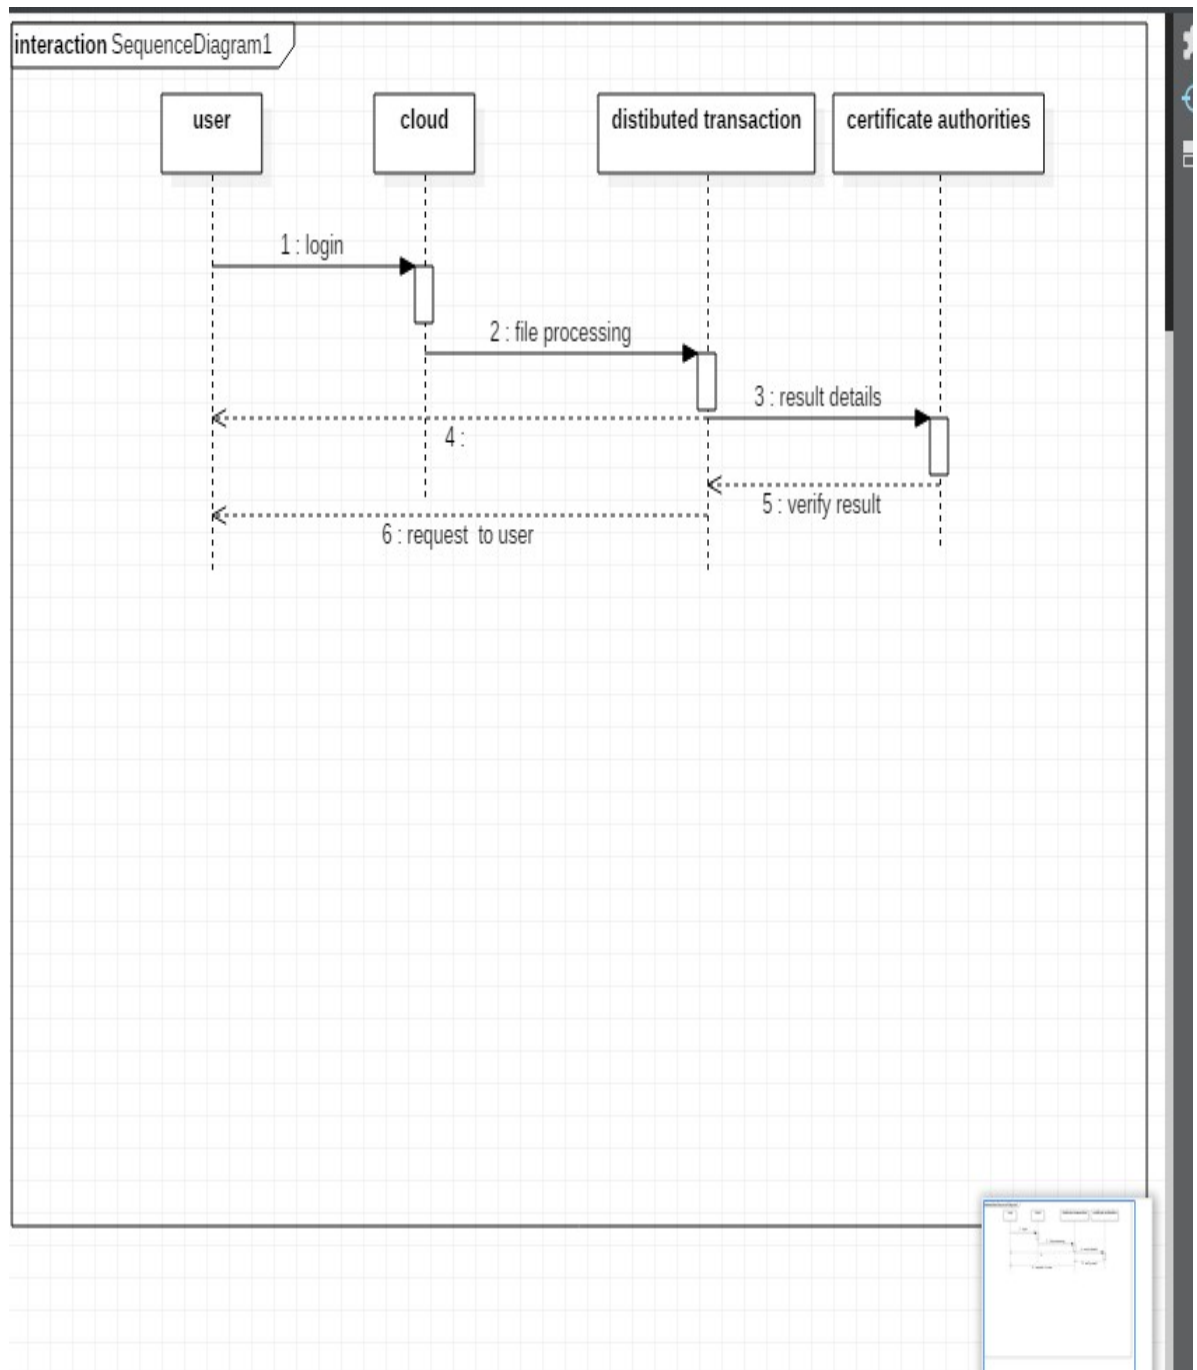 interaction SequenceDiagram1
user
cloud
distibuted transaction
certificate authorities
1 : login
2 : file processing
3 : result details
4 :
5 : verify result
6 : request  to user